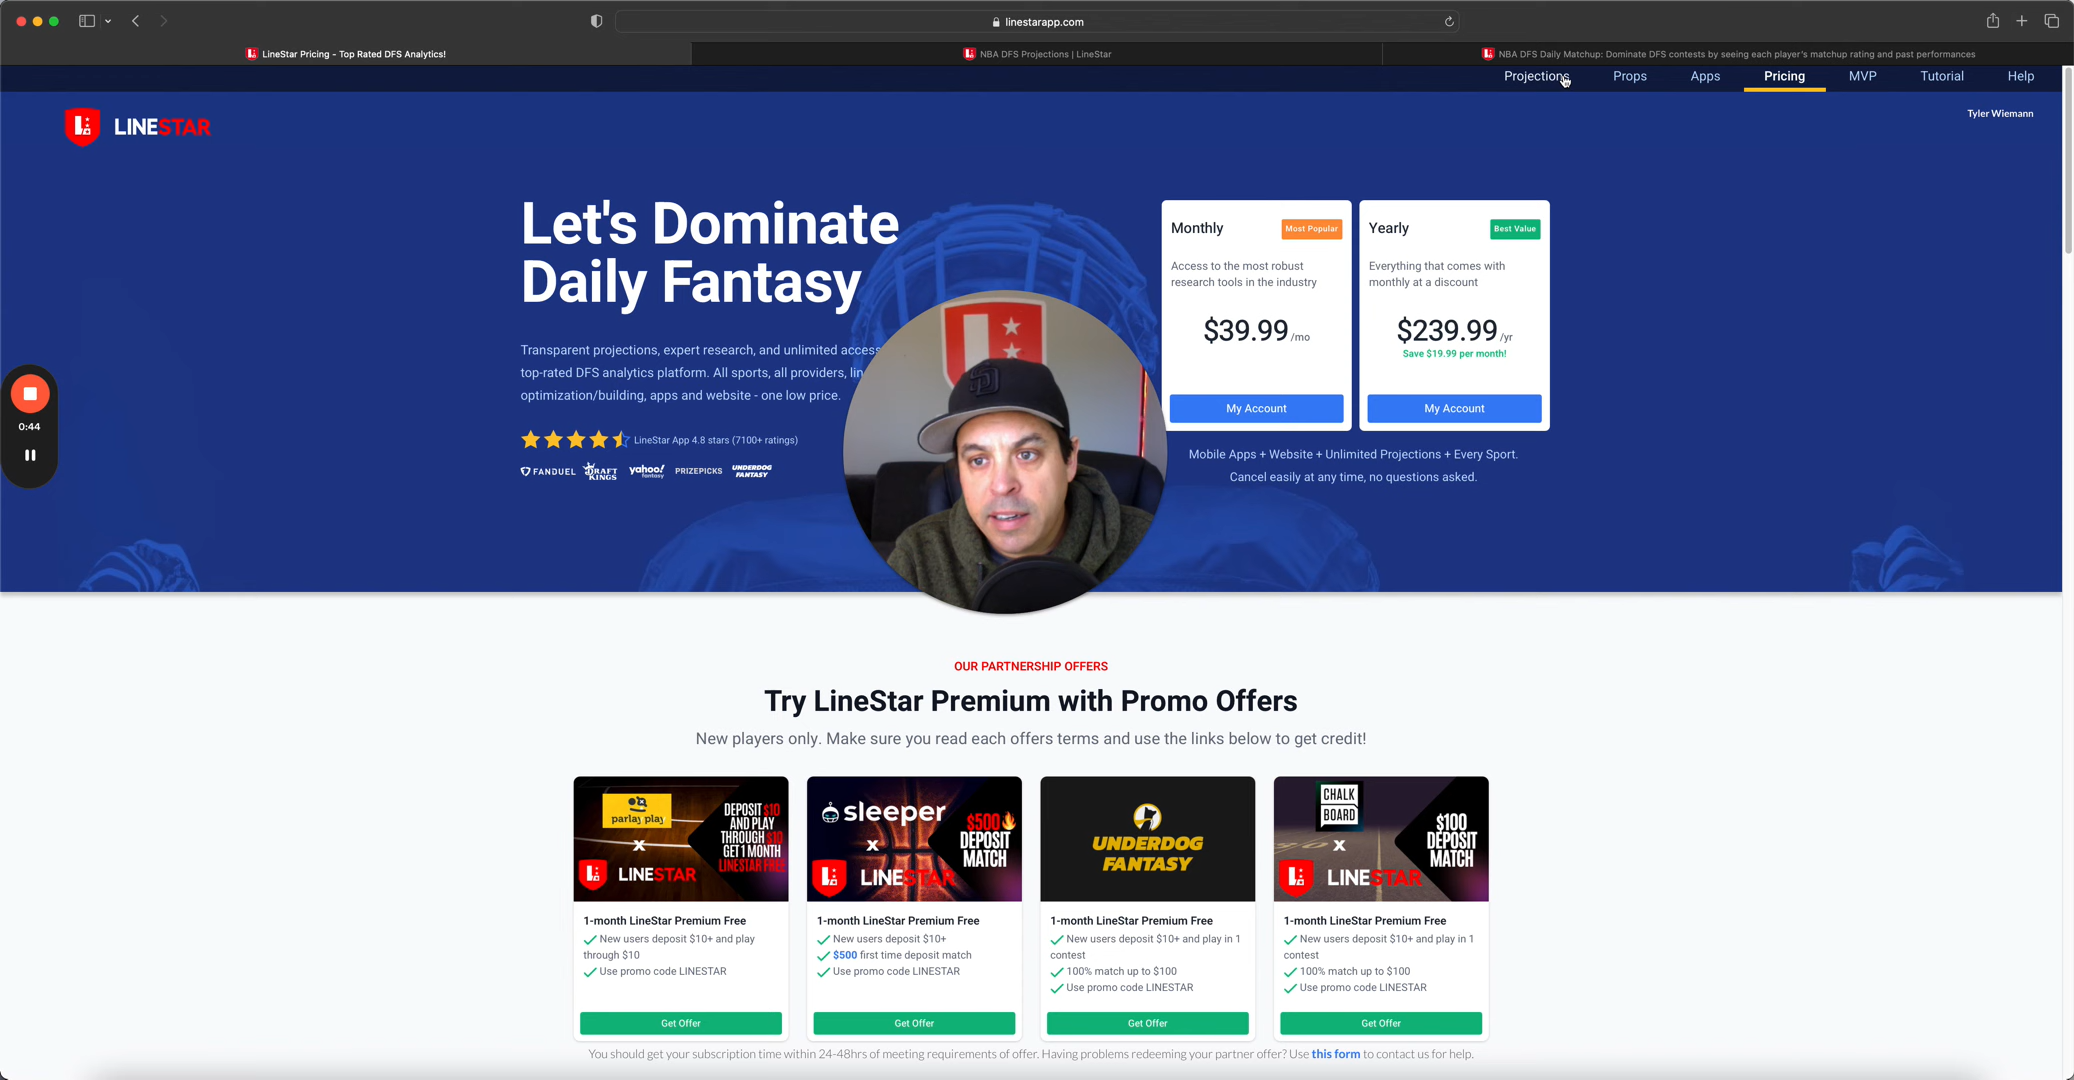 linestarapp.com
LineStar Pricing - Top Rated DFS Analytics!
NBA DFS Projections | LineStar
NBA DFS Daily Matchup: Dominate DFS contests by seeing each player's matchup rating and past performances
Projections
Props
Apps
Pricing
MVP
Tutorial
Help
LINESTAR
Tyler Wiemann
Let's Dominate
Daily Fantasy
Transparent projections, expert research, and unlimited access
top-rated DFS analytics platform. All sports, all providers,
optimization/building, apps and website - one low price.
LineStar App 4.8 stars (7100+ ratings)
FANDUEL
DRAFT
KINGS
yahoo!
fantasy
PRIZEPICKS
UNDERDOG
FANTASY
Monthly
Most Popular
Access to the most robust
research tools in the industry
$39.99 /mo
My Account
Yearly
Best Value
Everything that comes with
monthly at a discount
$239.99 /yr
Save $19.99 per month!
My Account
Mobile Apps + Website + Unlimited Projections + Every Sport.
Cancel easily at any time, no questions asked.
0:44
OUR PARTNERSHIP OFFERS
Try LineStar Premium with Promo Offers
New players only. Make sure you read each offers terms and use the links below to get credit!
parlay play
x
LINESTAR
DEPOSIT $10
AND PLAY
THROUGH $10
GET 1 MONTH
LINESTAR FREE
1-month LineStar Premium Free
New users deposit $10+ and play
through $10
Use promo code LINESTAR
Get Offer
sleeper
x
LINESTAR
$500
DEPOSIT
MATCH
1-month LineStar Premium Free
New users deposit $10+
$500 first time deposit match
Use promo code LINESTAR
Get Offer
UNDERDOG
FANTASY
1-month LineStar Premium Free
New users deposit $10+ and play in 1
contest
100% match up to $100
Use promo code LINESTAR
Get Offer
CHALK
BOARD
x
LINESTAR
$100
DEPOSIT
MATCH
1-month LineStar Premium Free
New users deposit $10+ and play in 1
contest
100% match up to $100
Use promo code LINESTAR
Get Offer
You should get your subscription time within 24-48hrs of meeting requirements of offer. Having problems redeeming your partner offer? Use this form to contact us for help.